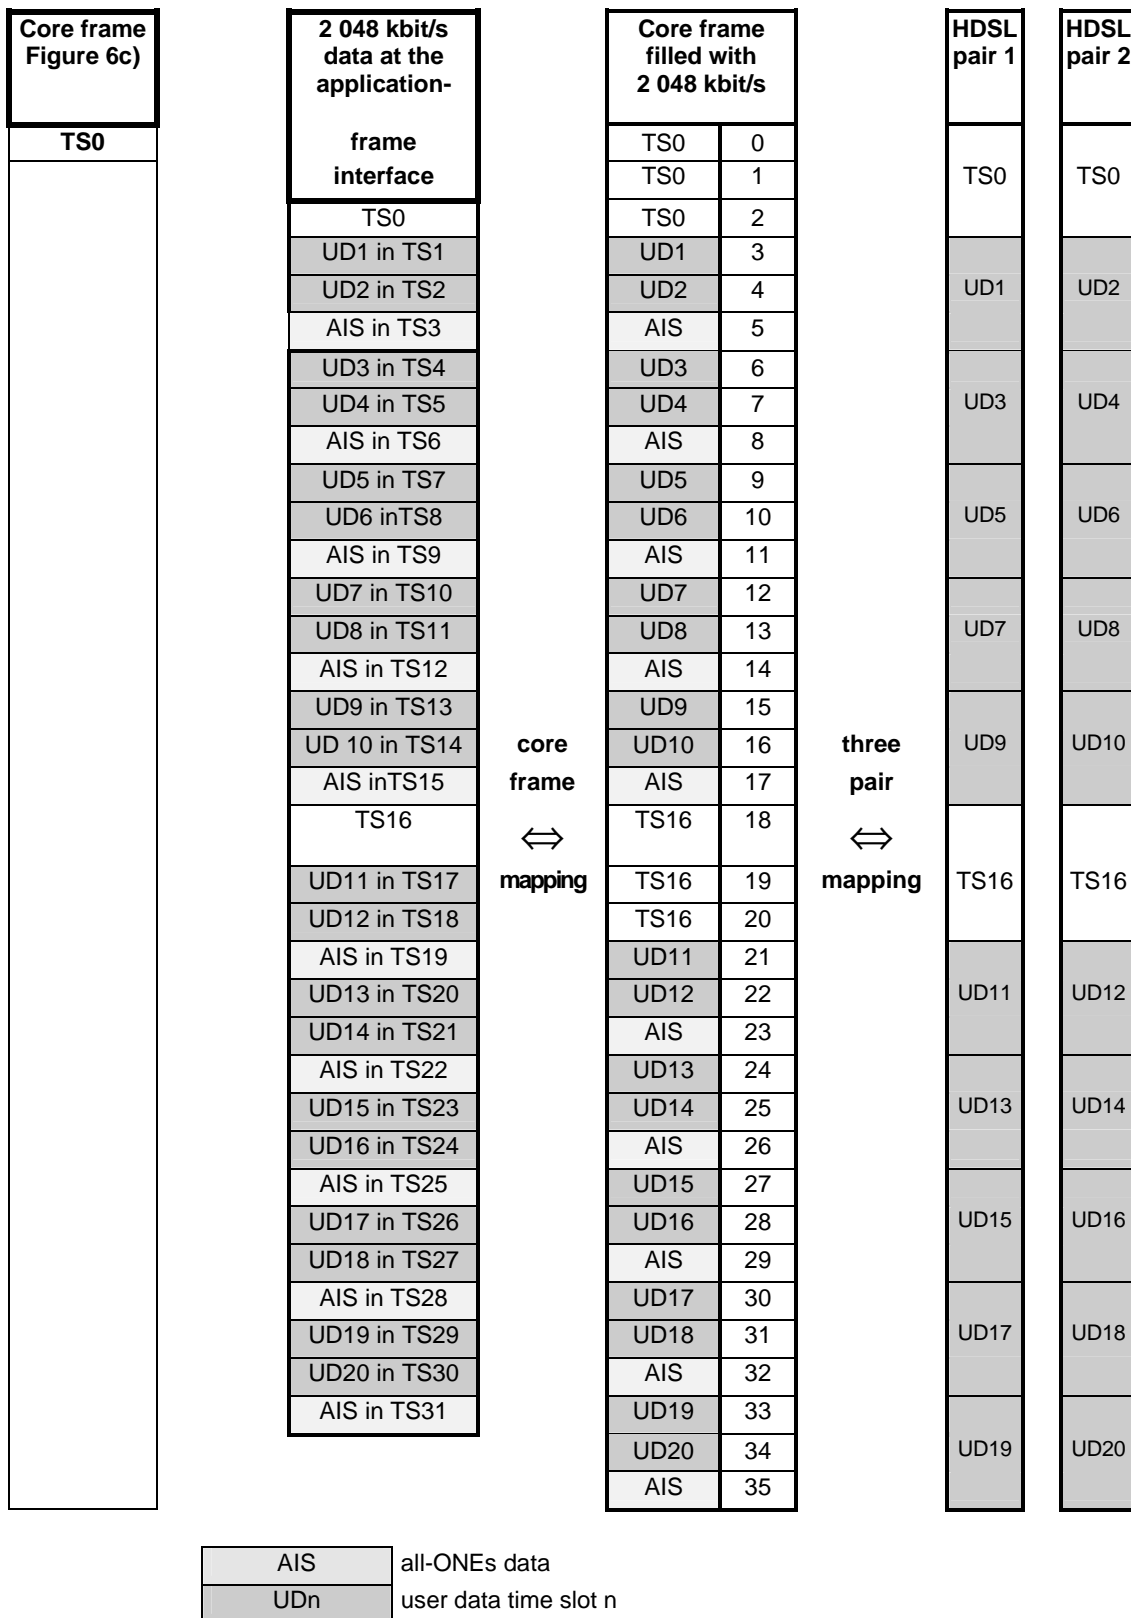 Core frame
Figure 6c)
TS0
2 048 kbit/s
data at the
application-
frame
interface
TS0
UD1 in TS1
UD2 in TS2
AIS in TS3
UD3 in TS4
UD4 in TS5
AIS in TS6
UD5 in TS7
UD6 inTS8
AIS in TS9
UD7 in TS10
UD8 in TS11
AIS in TS12
UD9 in TS13
UD 10 in TS14
AIS inTS15
TS16
UD11 in TS17
UD12 in TS18
AIS in TS19
UD13 in TS20
UD14 in TS21
AIS in TS22
UD15 in TS23
UD16 in TS24
AIS in TS25
UD17 in TS26
UD18 in TS27
AIS in TS28
UD19 in TS29
UD20 in TS30
AIS in TS31
core
frame
⇔
mapping
Core frame
filled with
2 048 kbit/s
TS0 0
TS0 1
TS0 2
UD1 3
UD2 4
AIS 5
UD3 6
UD4 7
AIS 8
UD5 9
UD6 10
AIS 11
UD7 12
UD8 13
AIS 14
UD9 15
UD10 16
AIS 17
TS16 18
TS16 19
TS16 20
UD11 21
UD12 22
AIS 23
UD13 24
UD14 25
AIS 26
UD15 27
UD16 28
AIS 29
UD17 30
UD18 31
AIS 32
UD19 33
UD20 34
AIS 35
three
pair
⇔
mapping
HDSL
pair 1
TS0
UD1
UD3
UD5
UD7
UD9
TS16
UD11
UD13
UD15
UD17
UD19
HDSL
pair 2
TS0
UD2
UD4
UD6
UD8
UD10
TS16
UD12
UD14
UD16
UD18
UD20
AIS all-ONEs data
UDn user data time slot n